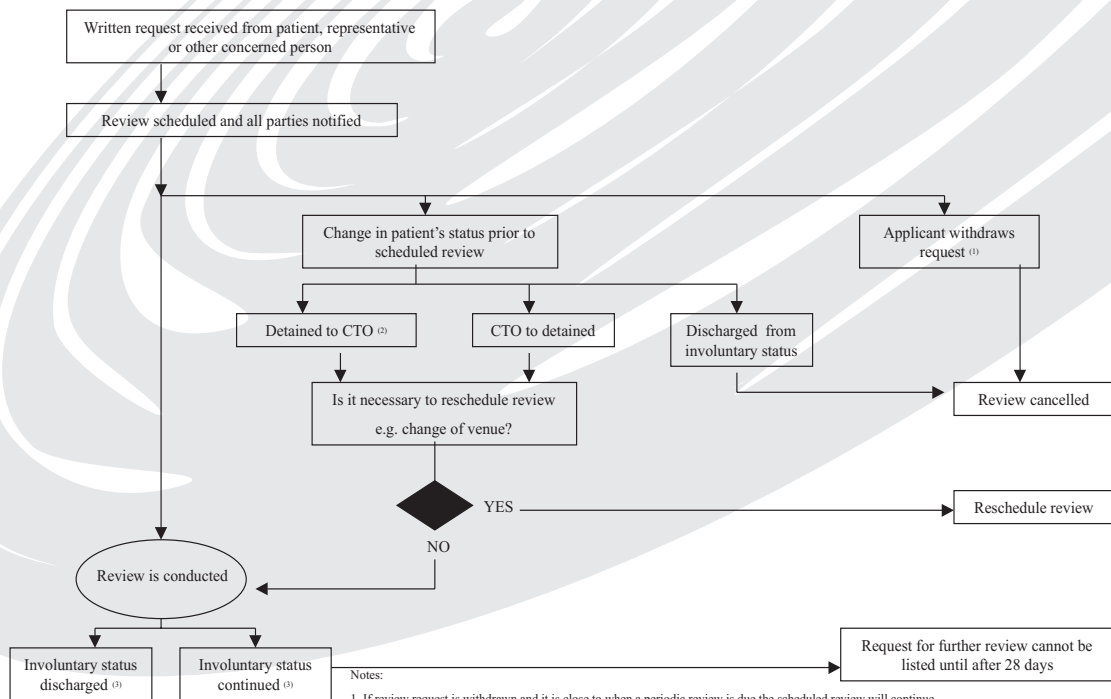 Written request received from patient, representative
or other concerned person
Review scheduled and all parties notified
Change in patient's status prior to
scheduled review
Applicant withdraws
request (1)
Detained to CTO (2)
CTO to detained
Discharged from
involuntary status
Is it necessary to reschedule review
e.g. change of venue?
Review cancelled
YES
Reschedule review
NO
Review is conducted
Involuntary status
discharged (3)
Involuntary status
continued (3)
Request for further review cannot be
listed until after 28 days
Notes:
1. If review request is withdrawn and it is close to when a periodic review is due the scheduled review will continue